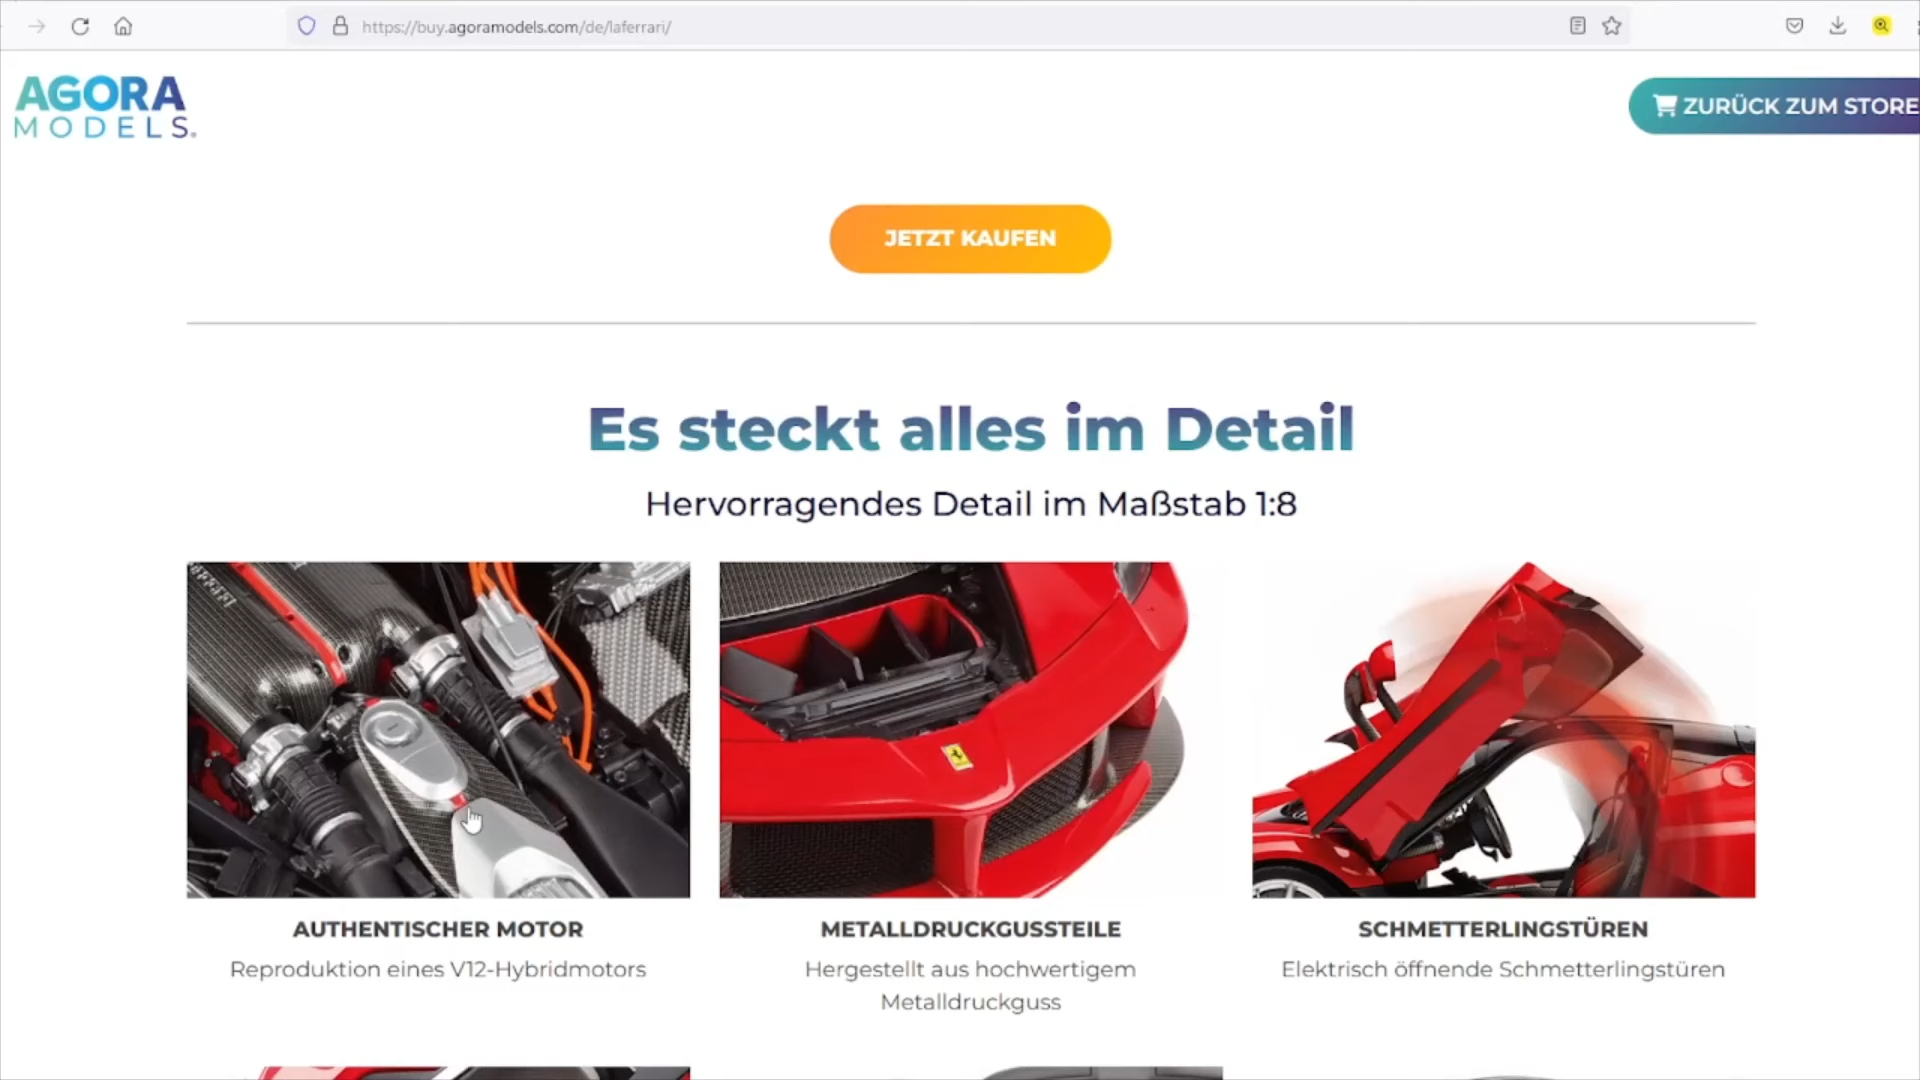 https://buy.agoramodels.com/de/laferrari/
AGORA
MODELS.
ZURÜCK ZUM STORE
JETZT KAUFEN
Es steckt alles im Detail
Hervorragendes Detail im Maßstab 1:8
AUTHENTISCHER MOTOR
Reproduktion eines V12-Hybridmotors
METALLDRUCKGUSSTEILE
Hergestellt aus hochwertigem
Metalldruckguss
SCHMETTERLINGSTÜREN
Elektrisch öffnende Schmetterlingstüren